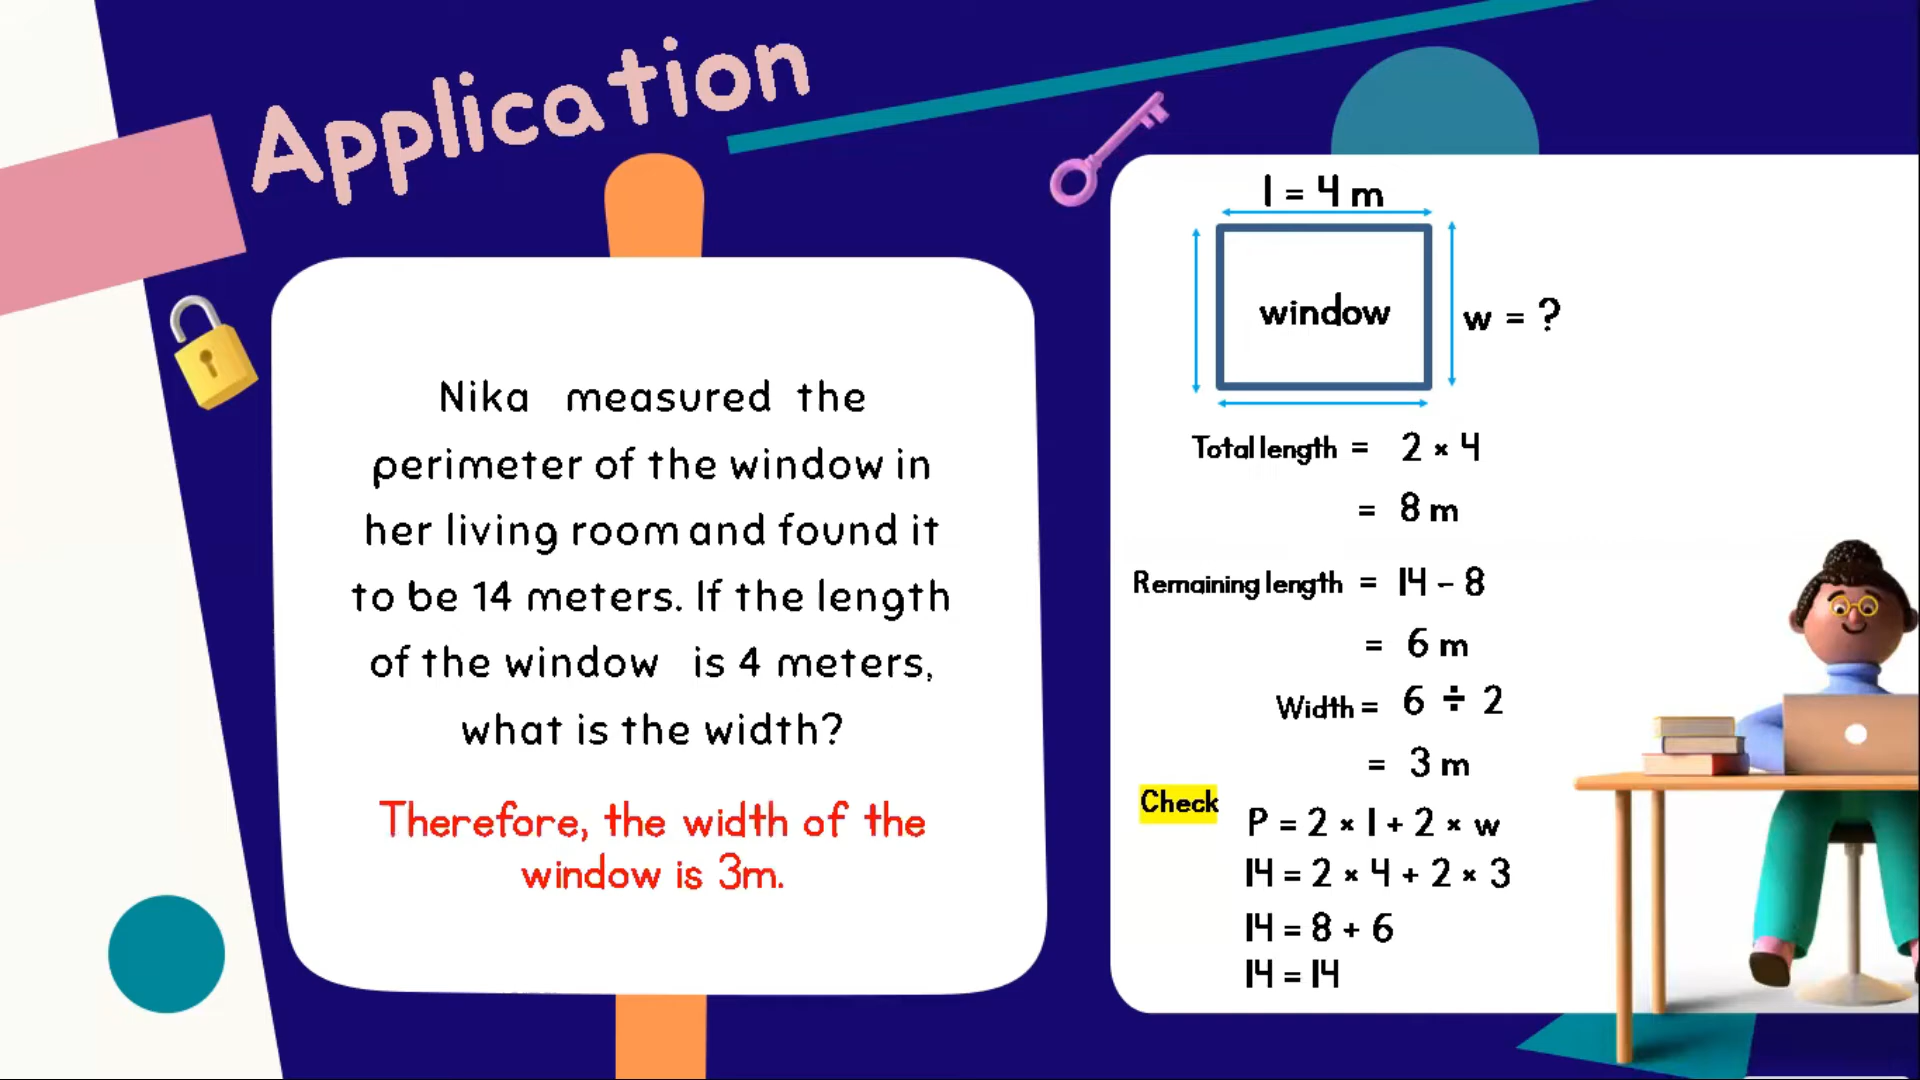 Application
Nika measured the
perimeter of the window in
her living room and found it
to be 14 meters. If the length
of the window is 4 meters,
what is the width?
Therefore, the width of the
window is 3m.
l = 4 m
window
w = ?
Total length = 2 × 4
= 8 m
Remaining length = 14 - 8
= 6 m
Width = 6 ÷ 2
= 3 m
Check
P = 2 × l + 2 × w
14 = 2 × 4 + 2 × 3
14 = 8 + 6
14 = 14